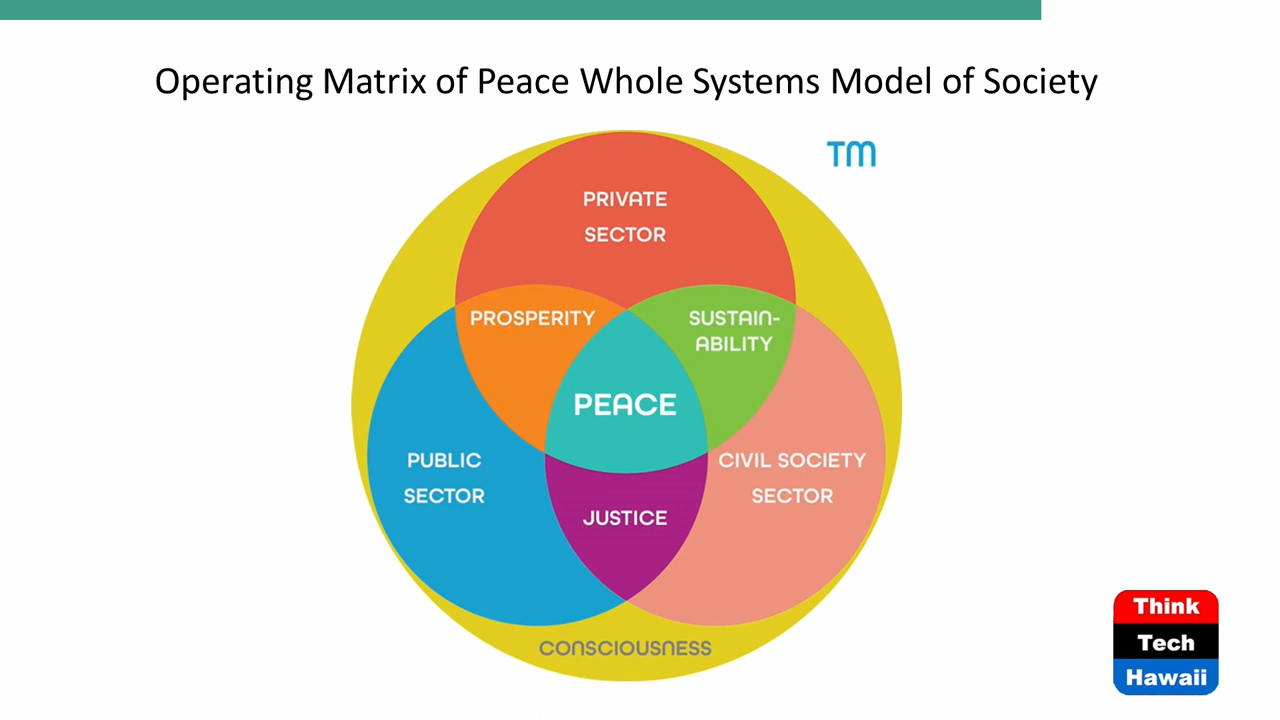 Operating Matrix of Peace Whole Systems Model of Society
TM
PRIVATE
SECTOR
PROSPERITY
SUSTAIN-
ABILITY
PEACE
PUBLIC
SECTOR
CIVIL SOCIETY
SECTOR
JUSTICE
CONSCIOUSNESS
Think
Tech
Hawaii